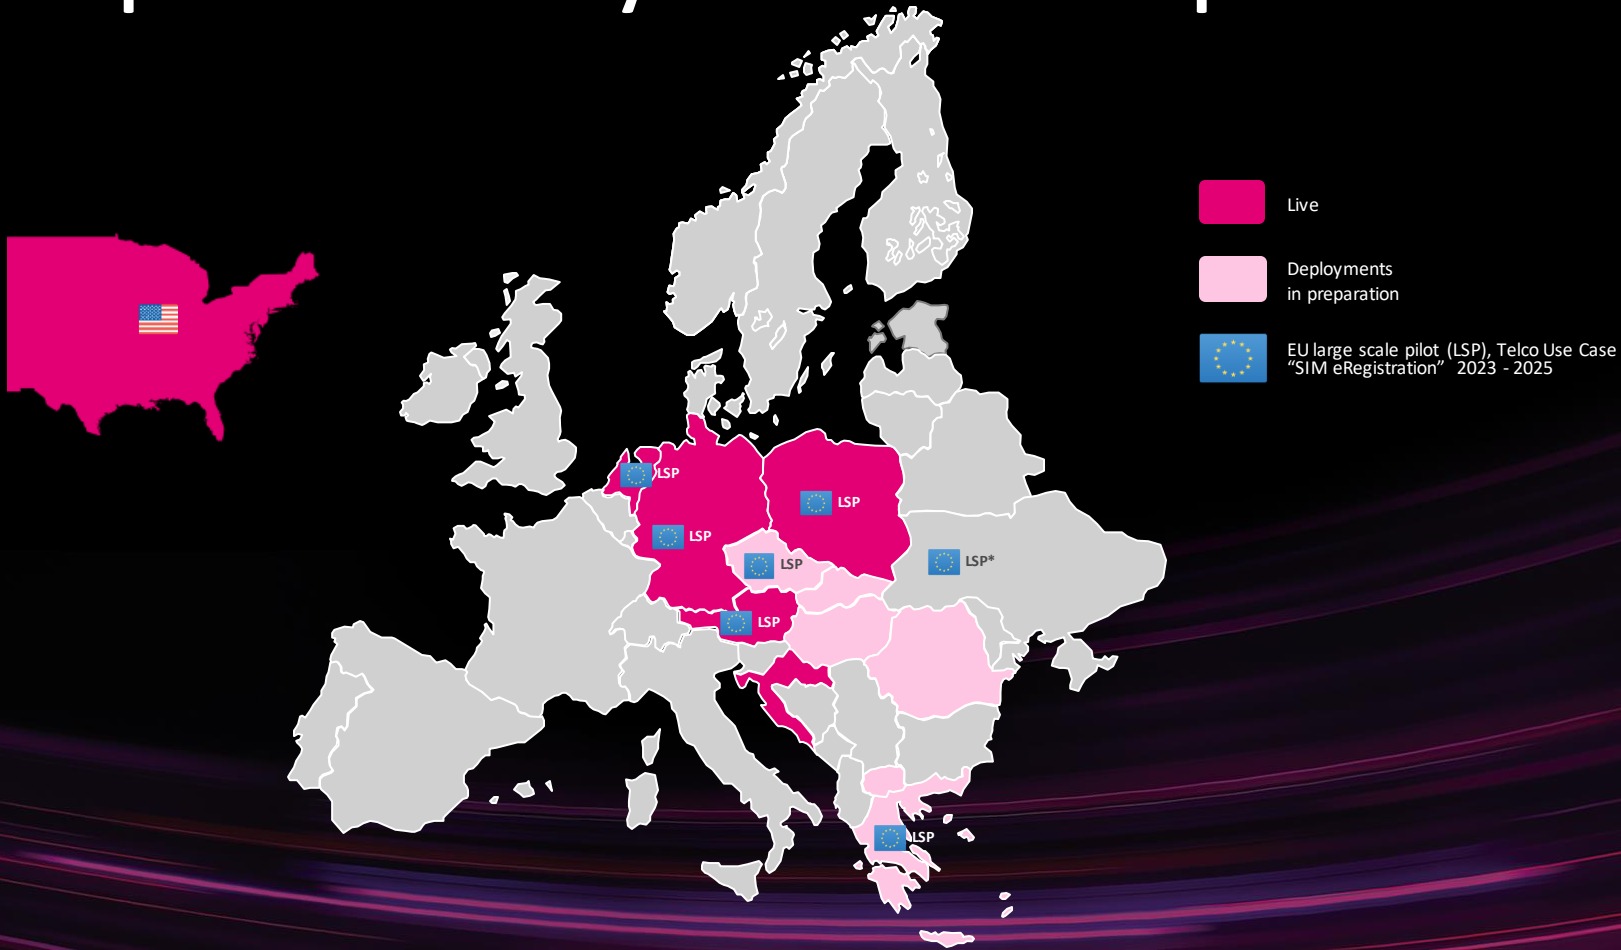 Live
Deployments
in preparation
EU large scale pilot (LSP), Telco Use Case
“SIM eRegistration” 2023 - 2025
LSP
LSP
LSP
LSP
LSP*
LSP
LSP